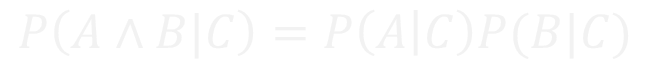 P(A ∧ B|C) = P(A|C)P(B|C)